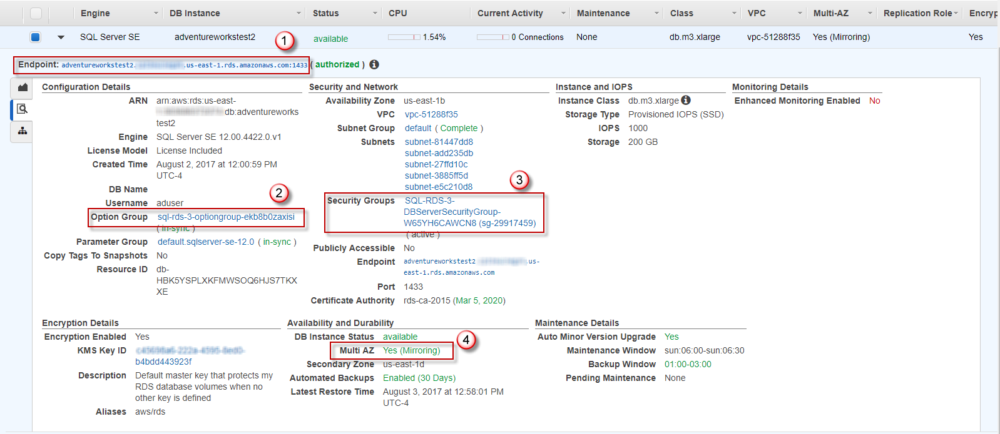 Engine DB Instance Status CPU Current Activity Maintenance Class VPC Multi-AZ Replication Role Encryp
SQL Server SE adventureworkstest2 available 1.54% 0 Connections None db.m3.xlarge vpc-51288f35 Yes (Mirroring) Yes
1
Endpoint: adventureworkstest2. .us-east-1.rds.amazonaws.com:1433 ( authorized )
Configuration Details
ARN arn:aws:rds:us-east-
db:adventureworks
test2
Engine SQL Server SE 12.00.4422.0.v1
License Model License Included
Created Time August 2, 2017 at 12:00:59 PM
UTC-4
DB Name
2
Username aduser
Option Group sql-rds-3-optiongroup-ekb8b0zaxisi
( in-sync )
Parameter Group default.sqlserver-se-12.0 ( in-sync )
Copy Tags To Snapshots No
Resource ID db-
HBK5YSPLXKFMWSOQ6HJS7TKX
XE
Security and Network
Availability Zone us-east-1b
VPC vpc-51288f35
Subnet Group default ( Complete )
Subnets subnet-81447dd8
subnet-add235db
subnet-27ffd10c
subnet-3885ff5d
subnet-e5c210d8
3
Security Groups SQL-RDS-3-
DBServerSecurityGroup-
W65YH6CAWCN8 (sg-29917459)
( active )
Publicly Accessible No
Endpoint adventureworkstest2 .us-
east-1.rds.amazonaws.com
Port 1433
Certificate Authority rds-ca-2015 (Mar 5, 2020)
Instance and IOPS
Instance Class db.m3.xlarge
Storage Type Provisioned IOPS (SSD)
IOPS 1000
Storage 200 GB
Monitoring Details
Enhanced Monitoring Enabled No
Encryption Details
Encryption Enabled Yes
KMS Key ID
b4bdd443923f
Description Default master key that protects my
RDS database volumes when no
other key is defined
Aliases aws/rds
Availability and Durability
DB Instance Status available
4
Multi AZ Yes (Mirroring)
Secondary Zone us-east-1d
Automated Backups Enabled (30 Days)
Latest Restore Time August 3, 2017 at 12:58:01 PM
UTC-4
Maintenance Details
Auto Minor Version Upgrade Yes
Maintenance Window sun:06:00-sun:06:30
Backup Window 01:00-03:00
Pending Maintenance None